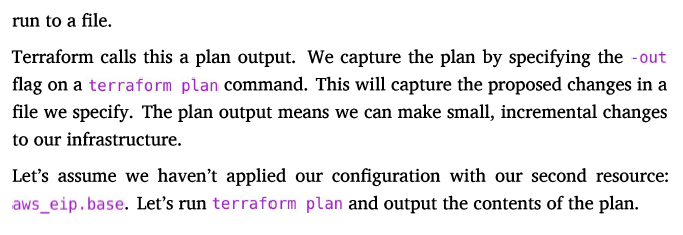 run to a file.
Terraform calls this a plan output. We capture the plan by specifying the -out
flag on a terraform plan command. This will capture the proposed changes in a
file we specify. The plan output means we can make small, incremental changes
to our infrastructure.
Let’s assume we haven’t applied our configuration with our second resource:
aws_eip.base. Let’s run terraform plan and output the contents of the plan.